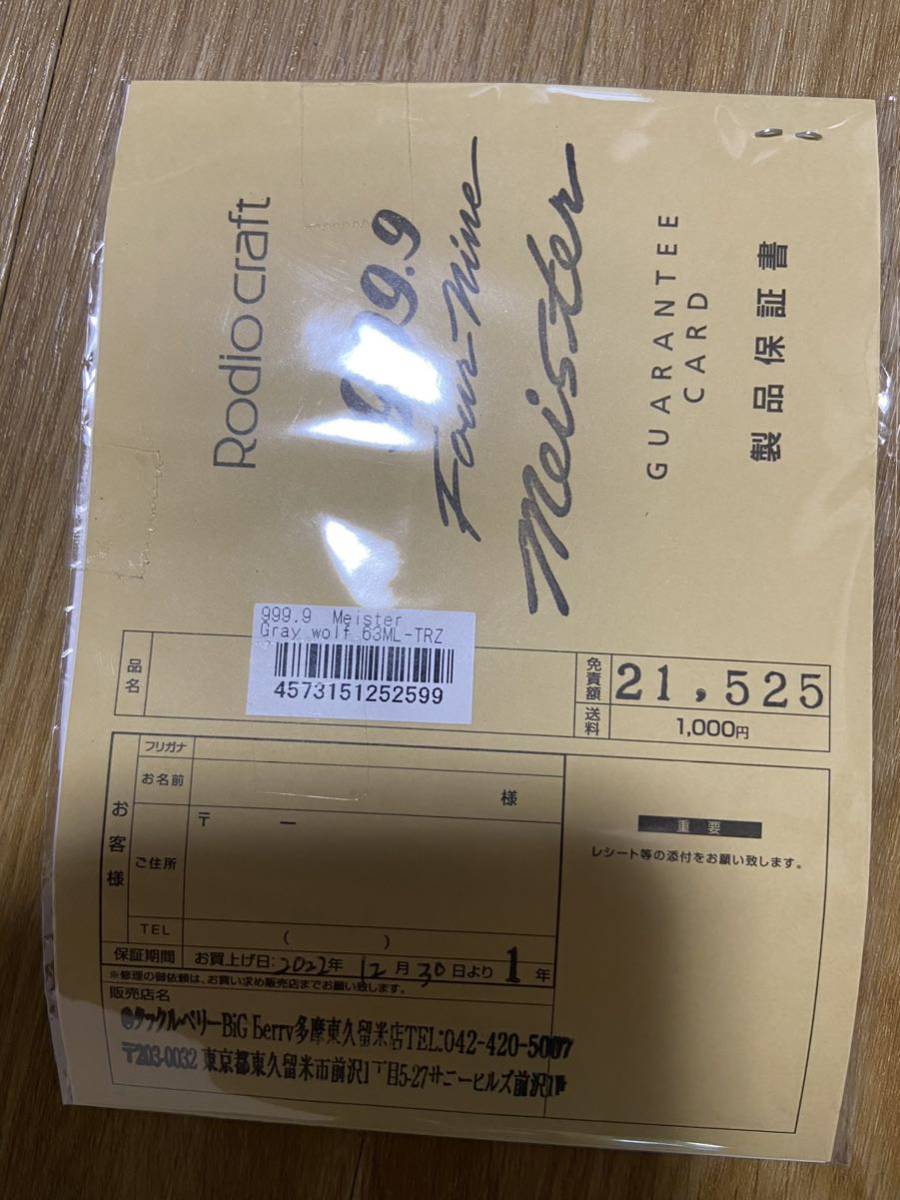 Rodio craft
999.9
Four-Nine
Meister
GUARANTEE
CARD
製品保証書
品名
999.9 Meister
Gray wolf 63ML-TRZ
4573151252599
免責額
21,525
送料
1,000円
お客様
フリガナ
お名前
様
〒 ー
ご住所
TEL
( )
重要
レシート等の添付をお願い致します。
保証期間
お買上げ日:2022年 12月 30日より 1年
※修理の御依頼は、お買い求め販売店までお願い致します。
販売店名
タックルベリーBiG berry多摩東久留米店TEL:042-420-5007
〒203-0032 東京都東久留米市前沢1丁目5-27サニーヒルズ前沢1F